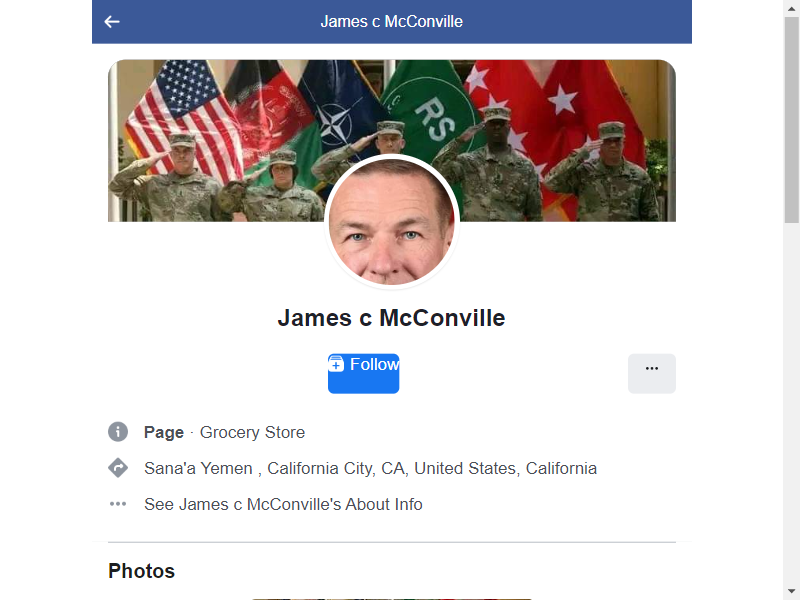 James c McConville
RS
James c McConville
Follow
Page · Grocery Store
Sana'a Yemen , California City, CA, United States, California
See James c McConville's About Info
Photos